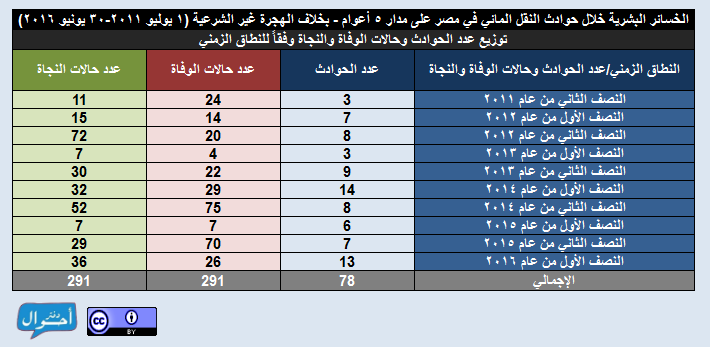 الخسائر البشرية خلال حوادث النقل المائي في مصر على مدار ٥ أعوام - بخلاف الهجرة غير الشرعية (١ يوليو ٢٠١١-٣٠ يونيو ٢٠١٦)
توزيع عدد الحوادث وحالات الوفاة والنجاة وفقاً للنطاق الزمني
النطاق الزمني/عدد الحوادث وحالات الوفاة والنجاة عدد الحوادث عدد حالات الوفاة عدد حالات النجاة
النصف الثاني من عام ٢٠١١ 3 24 11
النصف الأول من عام ٢٠١٢ 7 14 15
النصف الثاني من عام ٢٠١٢ 8 20 72
النصف الأول من عام ٢٠١٣ 3 4 7
النصف الثاني من عام ٢٠١٣ 9 22 30
النصف الأول من عام ٢٠١٤ 14 29 32
النصف الثاني من عام ٢٠١٤ 8 75 52
النصف الأول من عام ٢٠١٥ 6 7 7
النصف الثاني من عام ٢٠١٥ 7 70 29
النصف الأول من عام ٢٠١٦ 13 26 36
الإجمالي 78 291 291
دفتر أحوال
cc BY